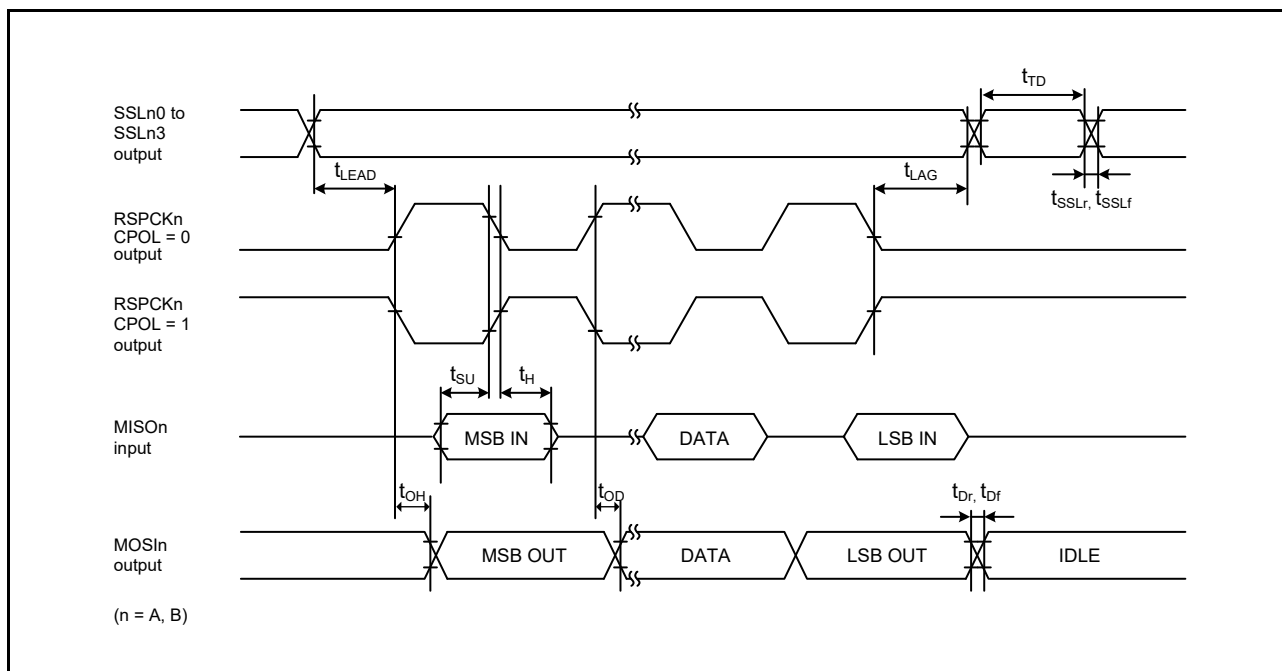 SSLn0 to
SSLn3
output
tTD
tLEAD
tLAG
tSSLr, tSSLf
RSPCKn
CPOL = 0
output
RSPCKn
CPOL = 1
output
tSU
tH
MISOn
input
MSB IN
DATA
LSB IN
tOH
tOD
tDr, tDf
MOSIn
output
MSB OUT
DATA
LSB OUT
IDLE
(n = A, B)